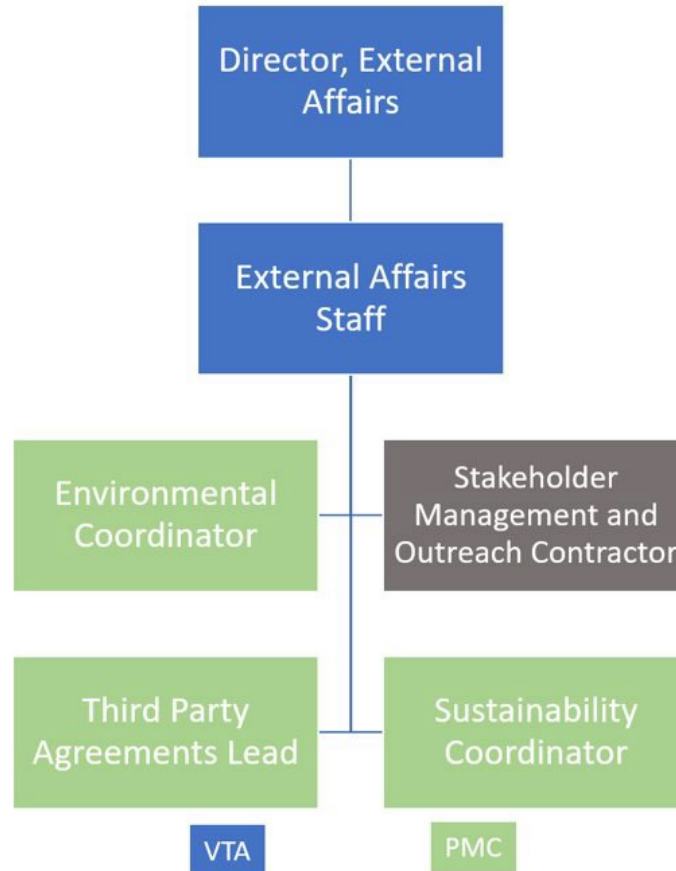 Director, External
Affairs
External Affairs
Staff
Environmental
Coordinator
Stakeholder
Management and
Outreach Contractor
Third Party
Agreements Lead
Sustainability
Coordinator
VTA
PMC